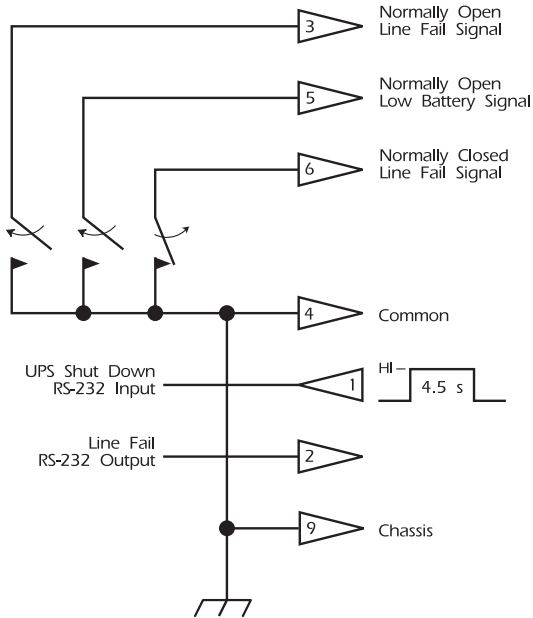 3
Normally Open
Line Fail Signal
5
Normally Open
Low Battery Signal
6
Normally Closed
Line Fail Signal
4
Common
UPS Shut Down
RS-232 Input
1
HI
4.5 s
Line Fail
RS-232 Output
2
9
Chassis